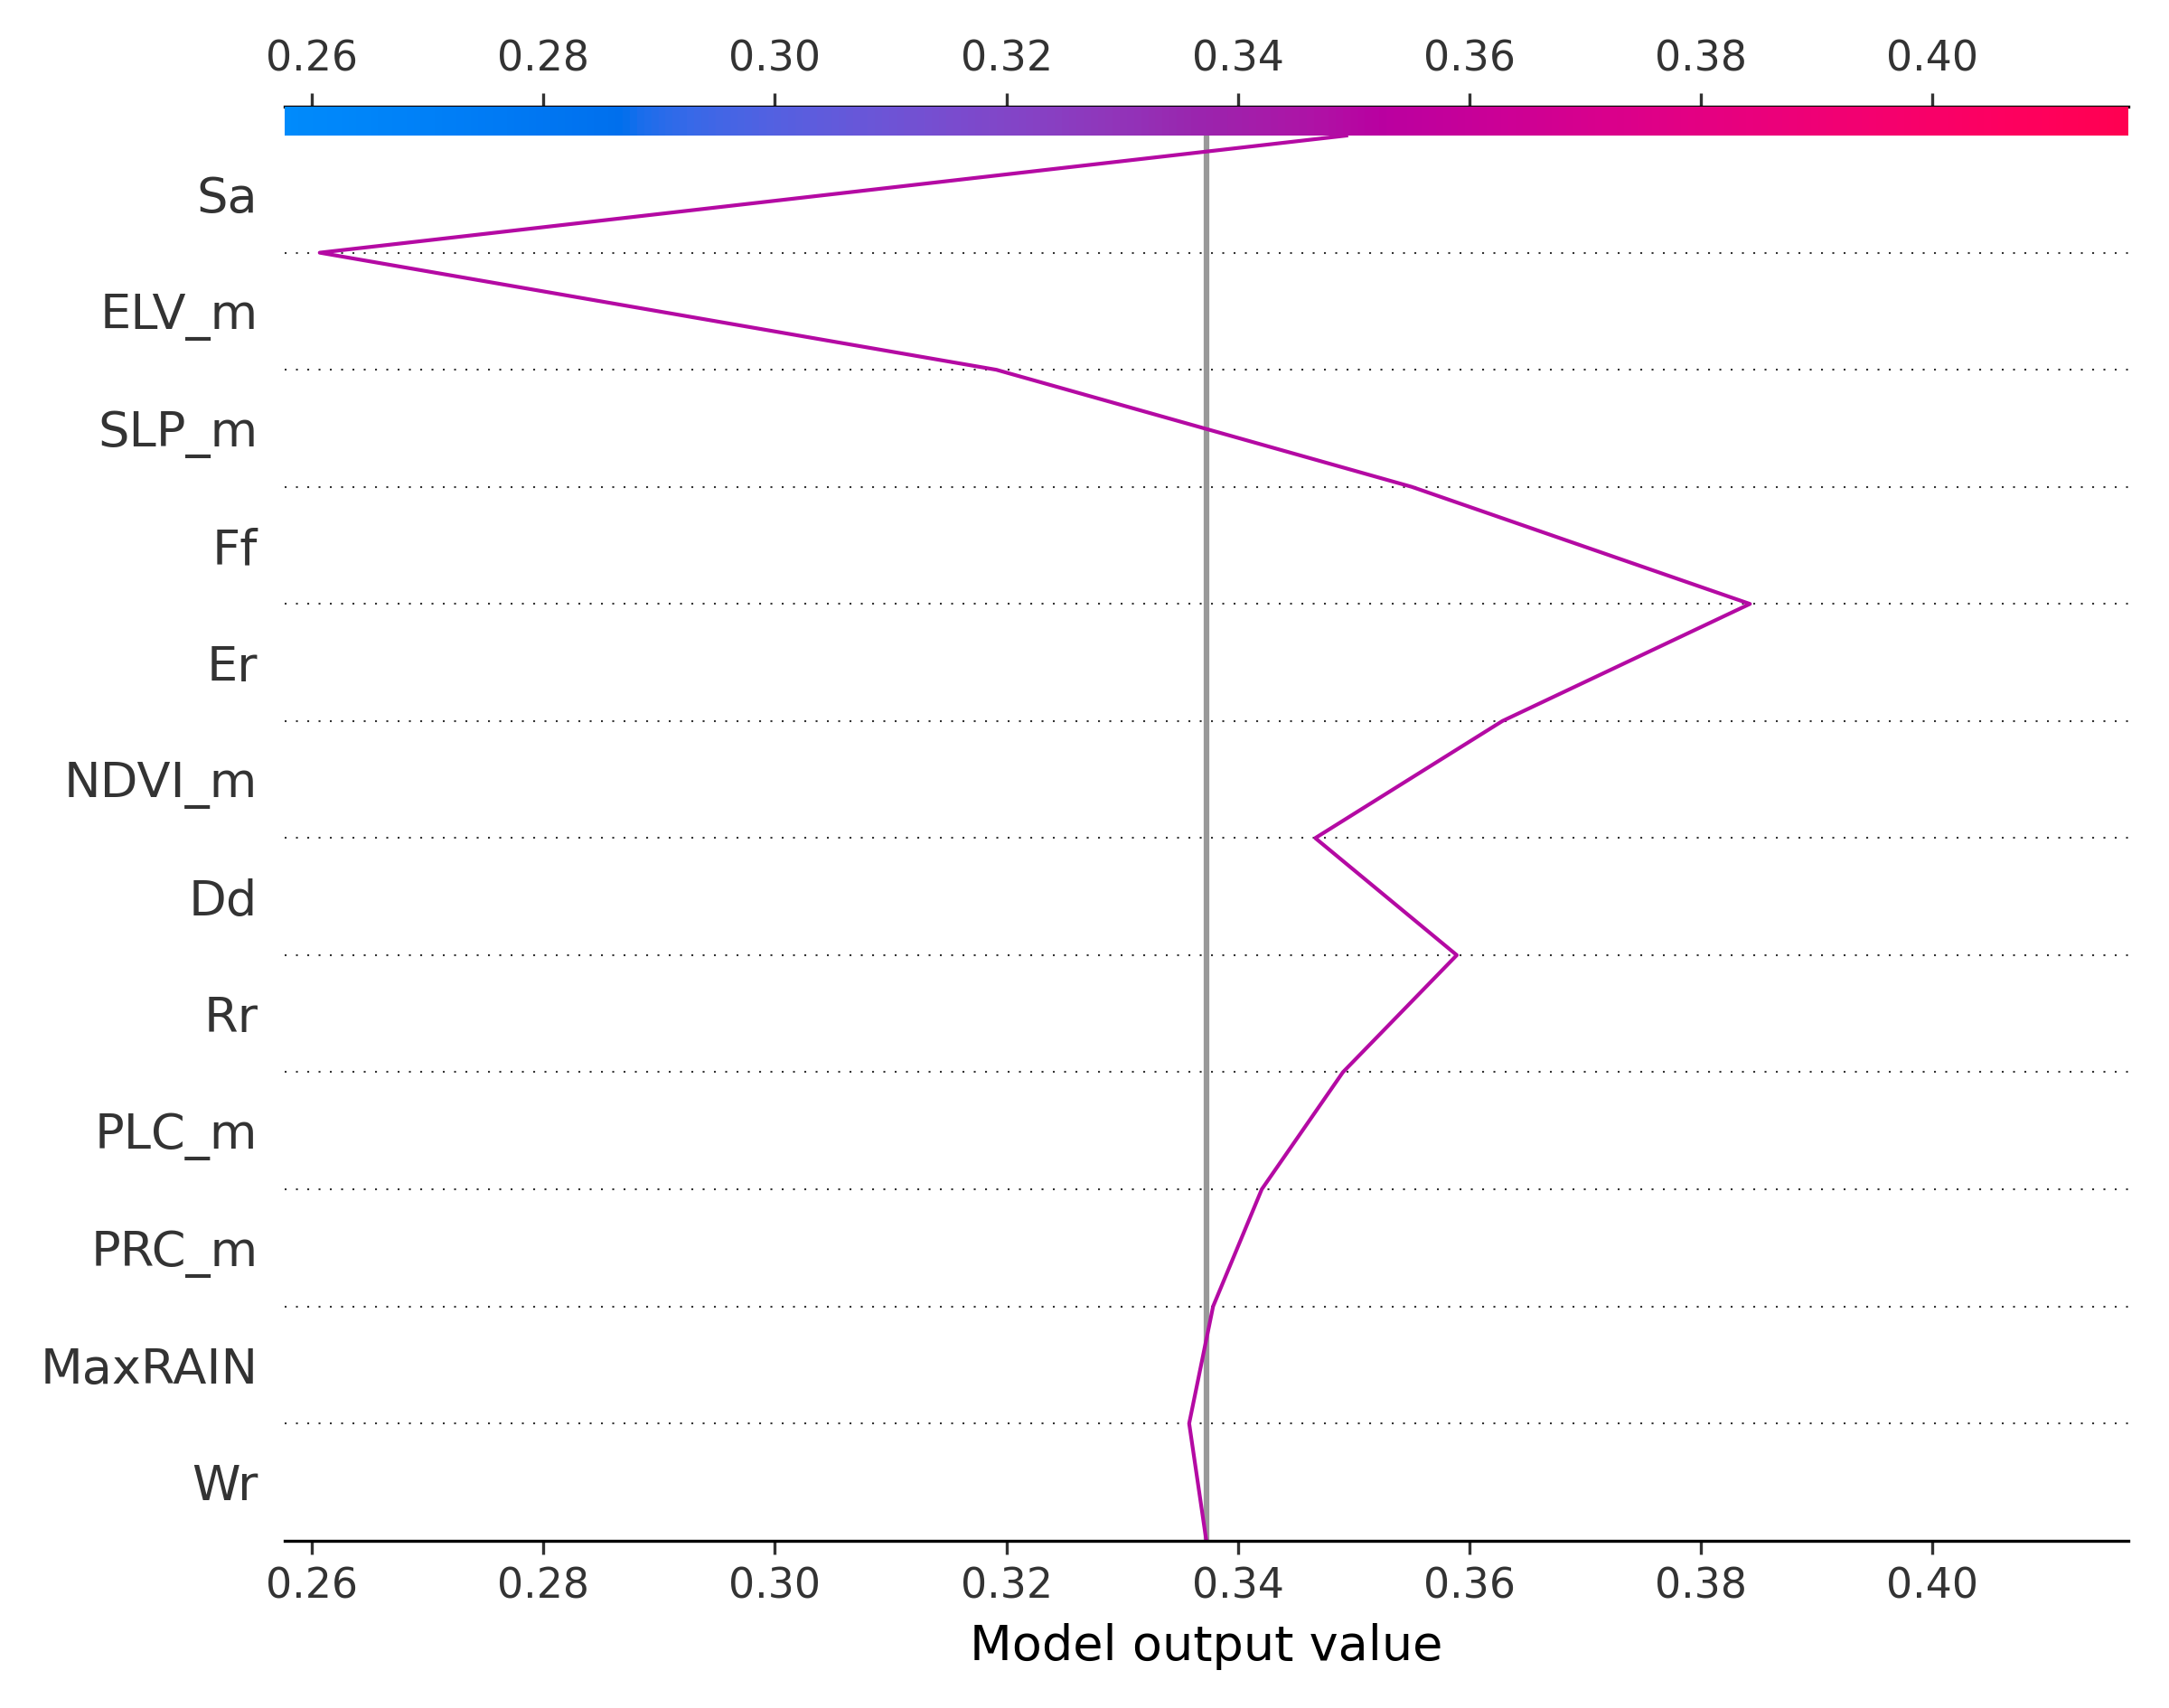 0.26 0.28 0.30 0.32 0.34 0.36 0.38 0.40
Sa
ELV_m
SLP_m
Ff
Er
NDVI_m
Dd
Rr
PLC_m
PRC_m
MaxRAIN
Wr
0.26 0.28 0.30 0.32 0.34 0.36 0.38 0.40
Model output value